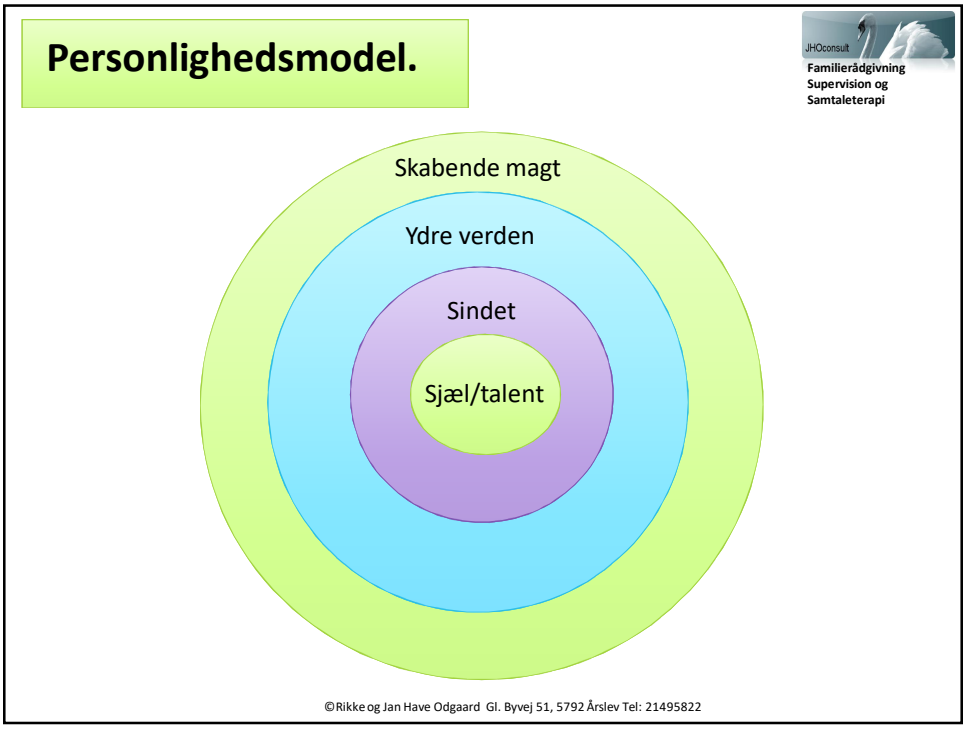 Personlighedsmodel.
JHOconsult
Familierådgivning
Supervision og
Samtaleterapi
Skabende magt
Ydre verden
Sindet
Sjæl/talent
©Rikke og Jan Have Odgaard Gl. Byvej 51, 5792 Årslev Tel: 21495822